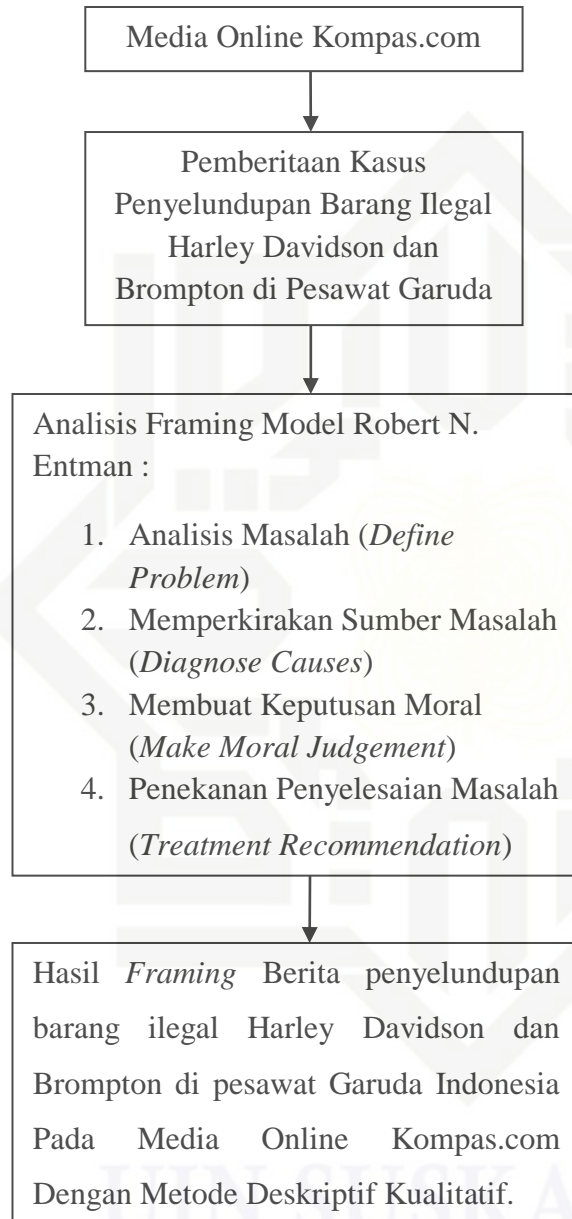 Media Online Kompas.com
Pemberitaan Kasus
Penyelundupan Barang Ilegal
Harley Davidson dan
Brompton di Pesawat Garuda
Analisis Framing Model Robert N.
Entman :
1. Analisis Masalah (Define
Problem)
2. Memperkirakan Sumber Masalah
(Diagnose Causes)
3. Membuat Keputusan Moral
(Make Moral Judgement)
4. Penekanan Penyelesaian Masalah
(Treatment Recommendation)
Hasil Framing Berita penyelundupan
barang ilegal Harley Davidson dan
Brompton di pesawat Garuda Indonesia
Pada Media Online Kompas.com
Dengan Metode Deskriptif Kualitatif.
UIN SUSKA